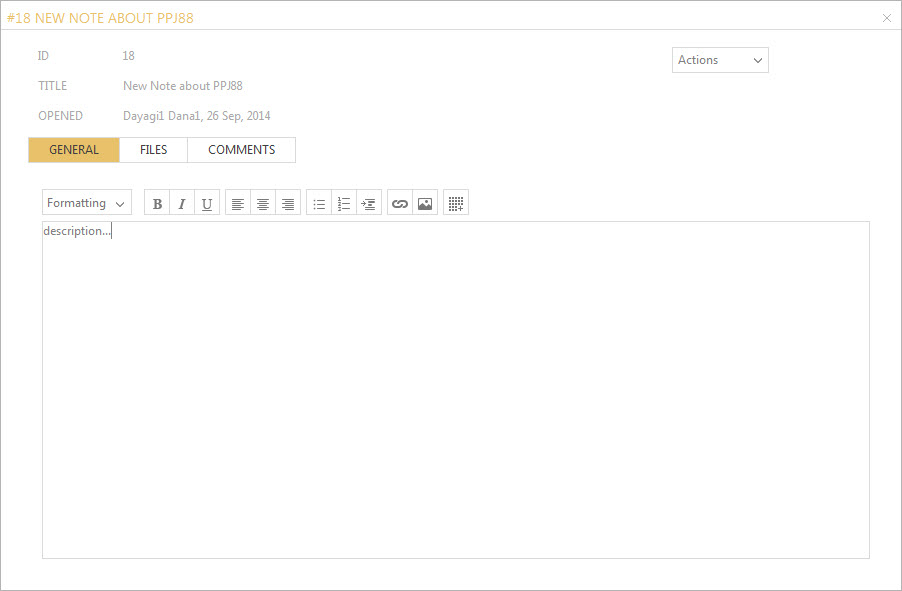 #18 NEW NOTE ABOUT PPJ88
ID 18 Actions
TITLE New Note about PPJ88
OPENED Dayagi1 Dana1, 26 Sep, 2014
GENERAL FILES COMMENTS
Formatting B I U
description...